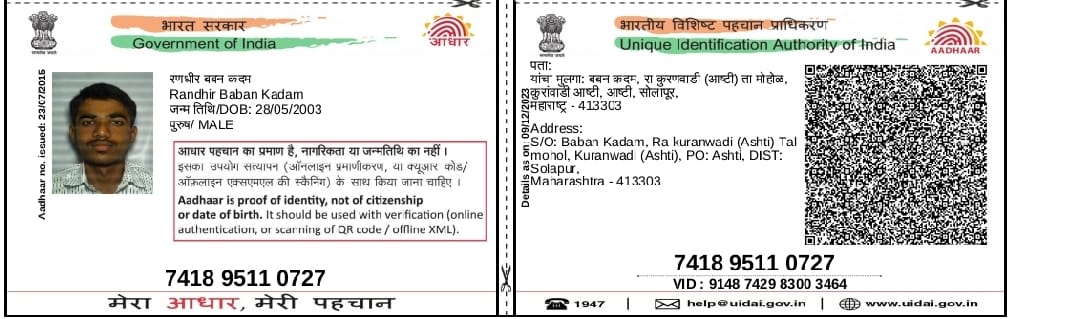 भारत सरकार
Government of India
आधार
Aadhaar no. issued: 23/07/2016
रणधीर बबन कदम
Randhir Baban Kadam
जन्म तिथि/DOB: 28/05/2003
पुरुष/ MALE
आधार पहचान का प्रमाण है, नागरिकता या जन्मतिथि का नहीं ।
इसका उपयोग सत्यापन (ऑनलाइन प्रमाणीकरण, या क्यूआर कोड/
ऑफ़लाइन एक्सएमएल की स्कैनिंग) के साथ किया जाना चाहिए ।
Aadhaar is proof of identity, not of citizenship
or date of birth. It should be used with verification (online
authentication, or scanning of QR code / offline XML).
7418 9511 0727
मेरा आधार, मेरी पहचान
भारतीय विशिष्ट पहचान प्राधिकरण
Unique Identification Authority of India
AADHAAR
Details as on: 09/12/2023
पता:
यांचा मुलगा: बबन कदम, रा कुरणवाडी (आष्टी) ता मोहोळ,
कुरांवाडी आष्टी, आष्टी, सोलापूर,
महाराष्ट्र - 413303
Address:
S/O: Baban Kadam, Ra kuranwadi (Ashti) Tal
mohol, Kuranwadi (Ashti), PO: Ashti, DIST:
Solapur,
Maharashtra - 413303
7418 9511 0727
VID : 9148 7429 8300 3464
1947 | help@uidai.gov.in | www.uidai.gov.in